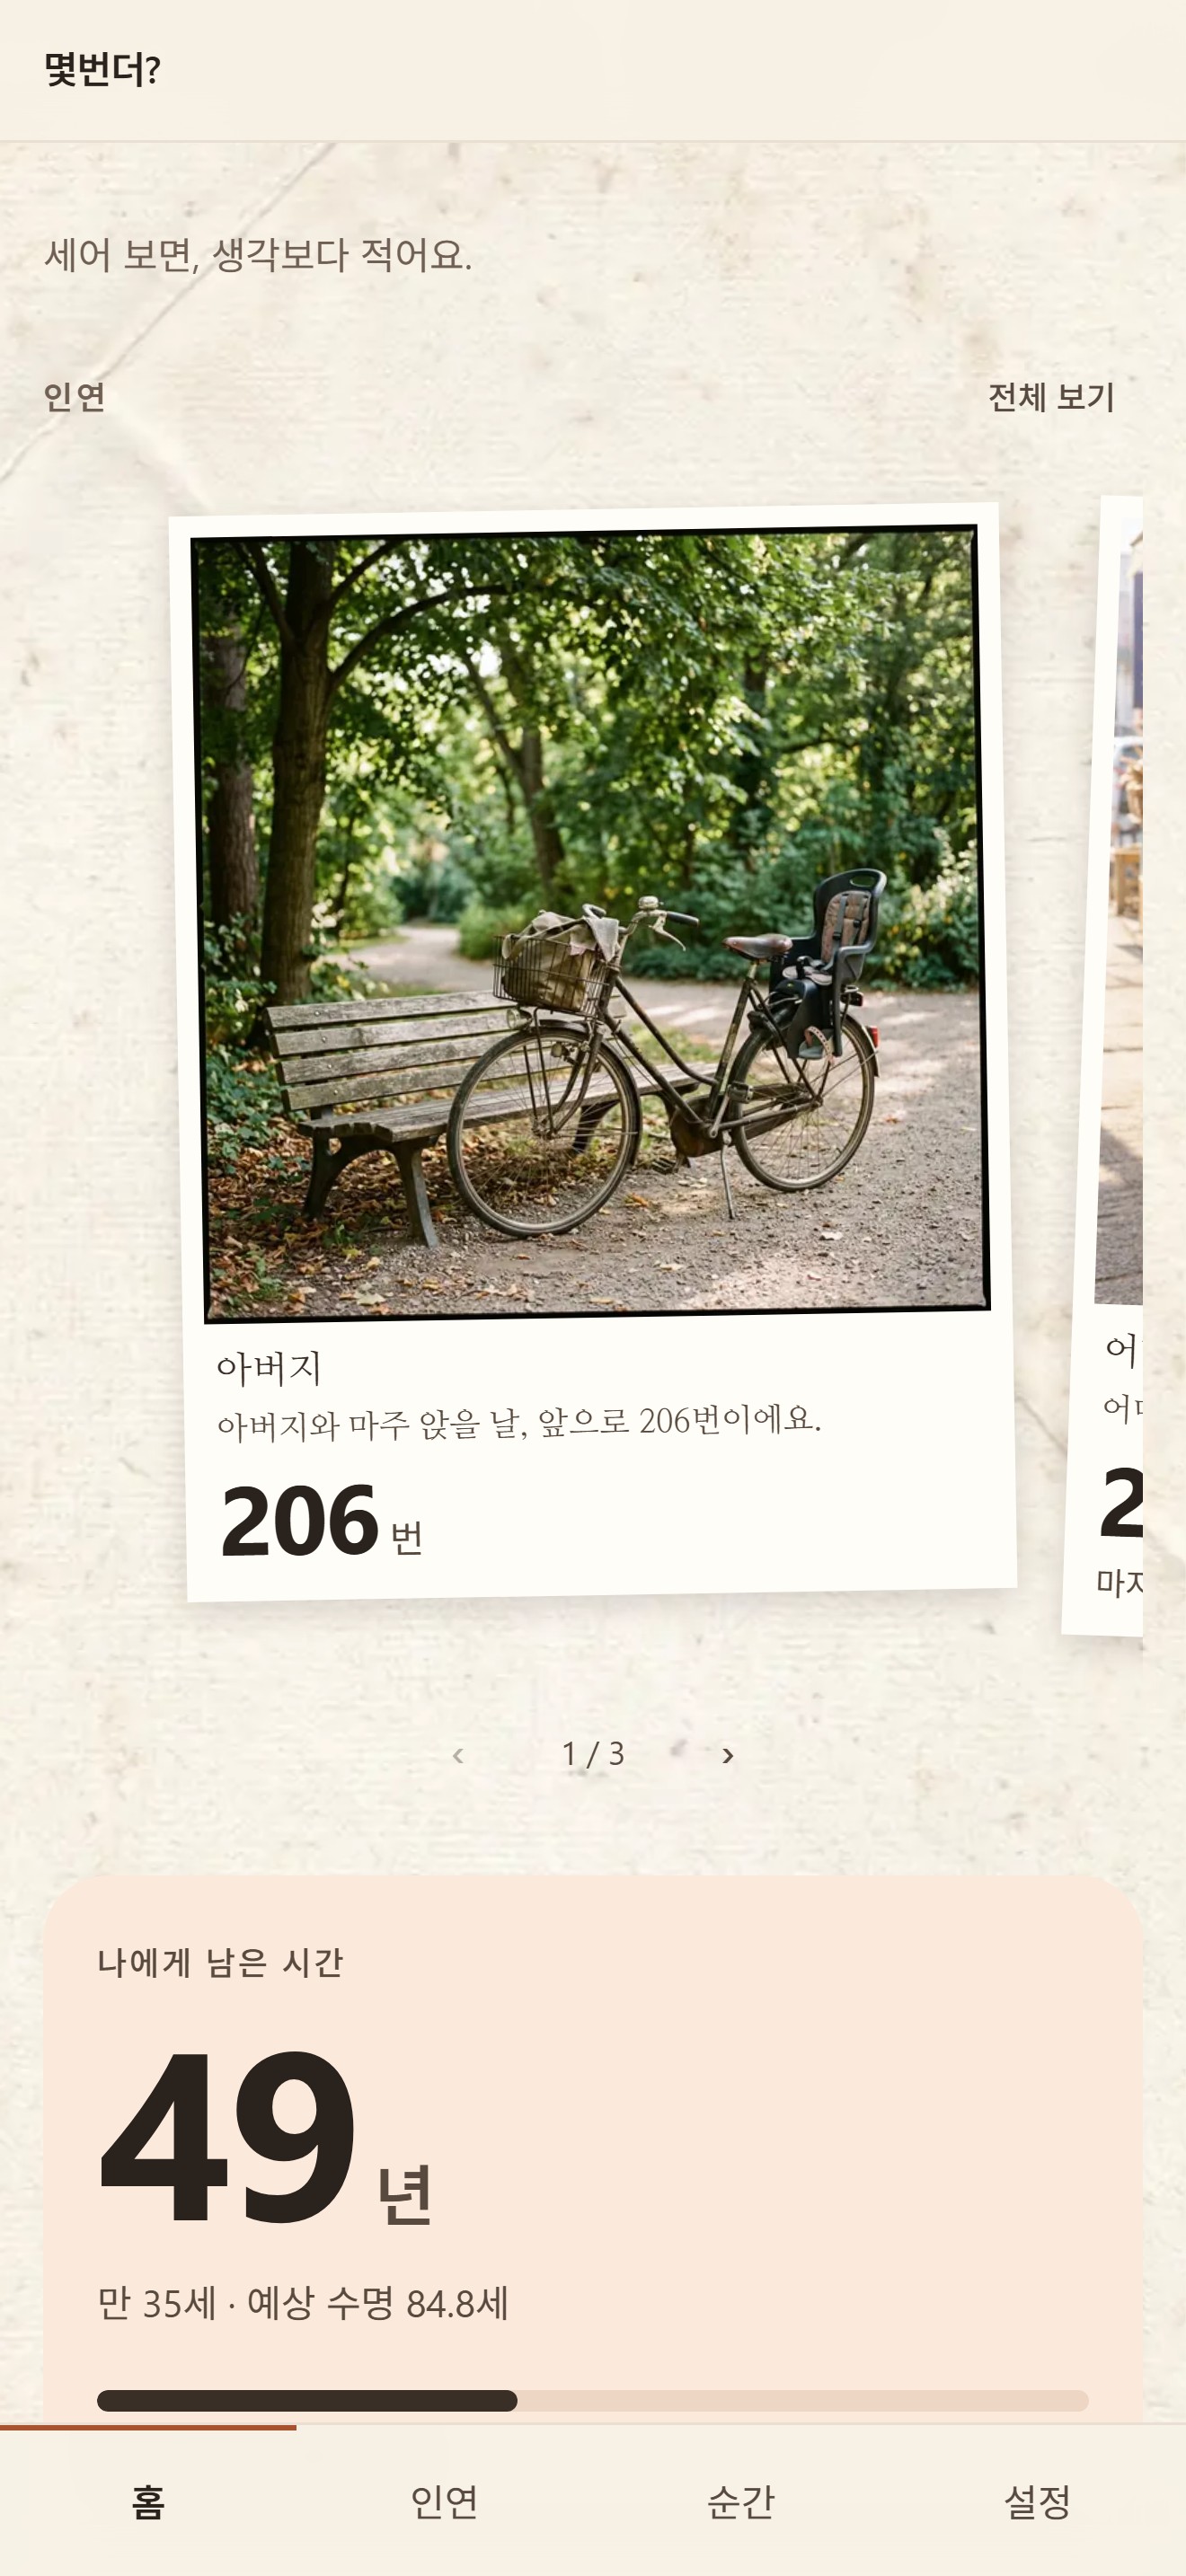 몇번더?
세어 보면, 생각보다 적어요.
인연
전체 보기
아버지
아버지와 마주 앉을 날, 앞으로 206번이에요.
206 번
‹ 1 / 3 ›
나에게 남은 시간
49 년
만 35세 · 예상 수명 84.8세
홈 인연 순간 설정